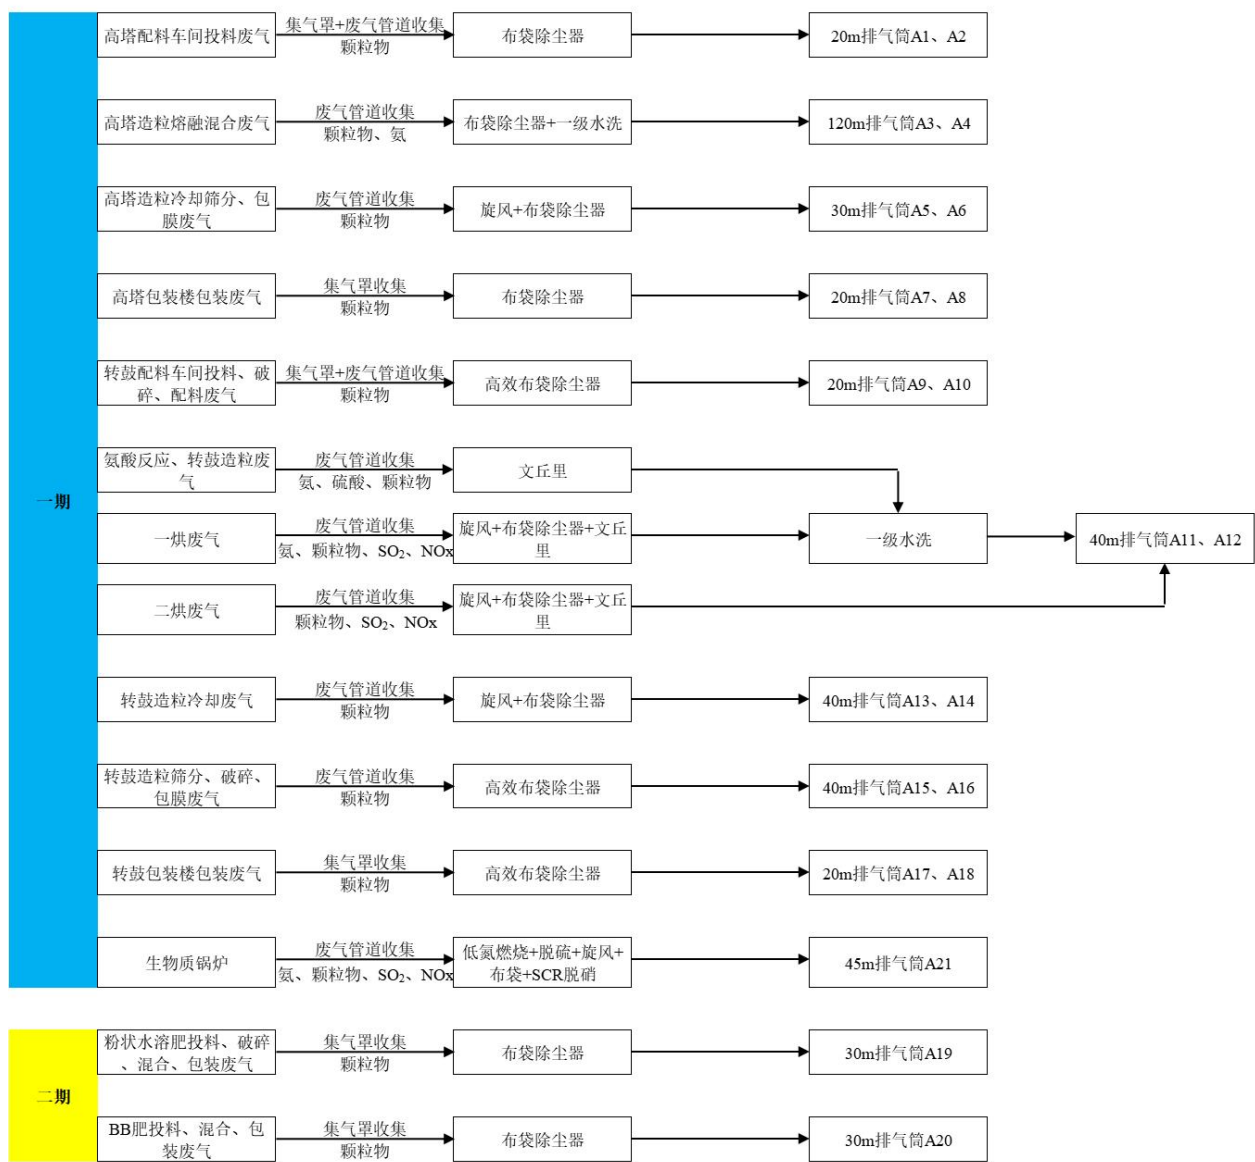 一期
高塔配料车间投料废气
集气罩+废气管道收集
颗粒物
布袋除尘器
20m排气筒A1、A2
高塔造粒熔融混合废气
废气管道收集
颗粒物、氨
布袋除尘器+一级水洗
120m排气筒A3、A4
高塔造粒冷却筛分、包
膜废气
废气管道收集
颗粒物
旋风+布袋除尘器
30m排气筒A5、A6
高塔包装楼包装废气
集气罩收集
颗粒物
布袋除尘器
20m排气筒A7、A8
转鼓配料车间投料、破
碎、配料废气
集气罩+废气管道收集
颗粒物
高效布袋除尘器
20m排气筒A9、A10
氨酸反应、转鼓造粒废
气
废气管道收集
氨、硫酸、颗粒物
文丘里
一烘废气
废气管道收集
氨、颗粒物、SO₂、NOx
旋风+布袋除尘器+文丘
里
一级水洗
40m排气筒A11、A12
二烘废气
废气管道收集
颗粒物、SO₂、NOx
旋风+布袋除尘器+文丘
里
转鼓造粒冷却废气
废气管道收集
颗粒物
旋风+布袋除尘器
40m排气筒A13、A14
转鼓造粒筛分、破碎、
包膜废气
废气管道收集
颗粒物
高效布袋除尘器
40m排气筒A15、A16
转鼓包装楼包装废气
集气罩收集
颗粒物
高效布袋除尘器
20m排气筒A17、A18
生物质锅炉
废气管道收集
氨、颗粒物、SO₂、NOx
低氮燃烧+脱硫+旋风+
布袋+SCR脱硝
45m排气筒A21
二期
粉状水溶肥投料、破碎
、混合、包装废气
集气罩收集
颗粒物
布袋除尘器
30m排气筒A19
BB肥投料、混合、包
装废气
集气罩收集
颗粒物
布袋除尘器
30m排气筒A20